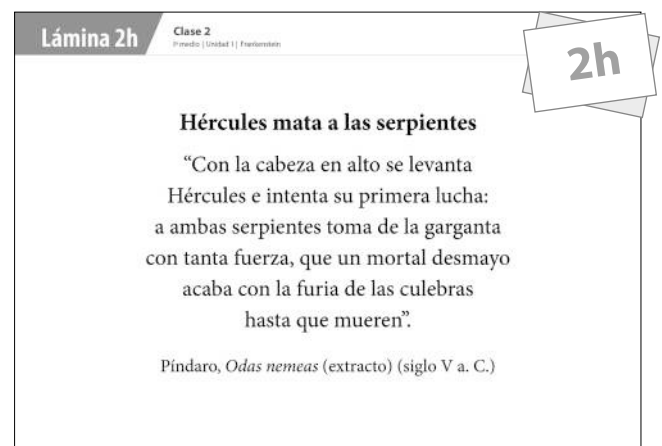 Lámina 2h
Clase 2
Iº medio | Unidad 1 | Frankenstein
2h
Hércules mata a las serpientes
“Con la cabeza en alto se levanta
Hércules e intenta su primera lucha:
a ambas serpientes toma de la garganta
con tanta fuerza, que un mortal desmayo
acaba con la furia de las culebras
hasta que mueren”.
Píndaro, Odas nemeas (extracto) (siglo V a. C.)